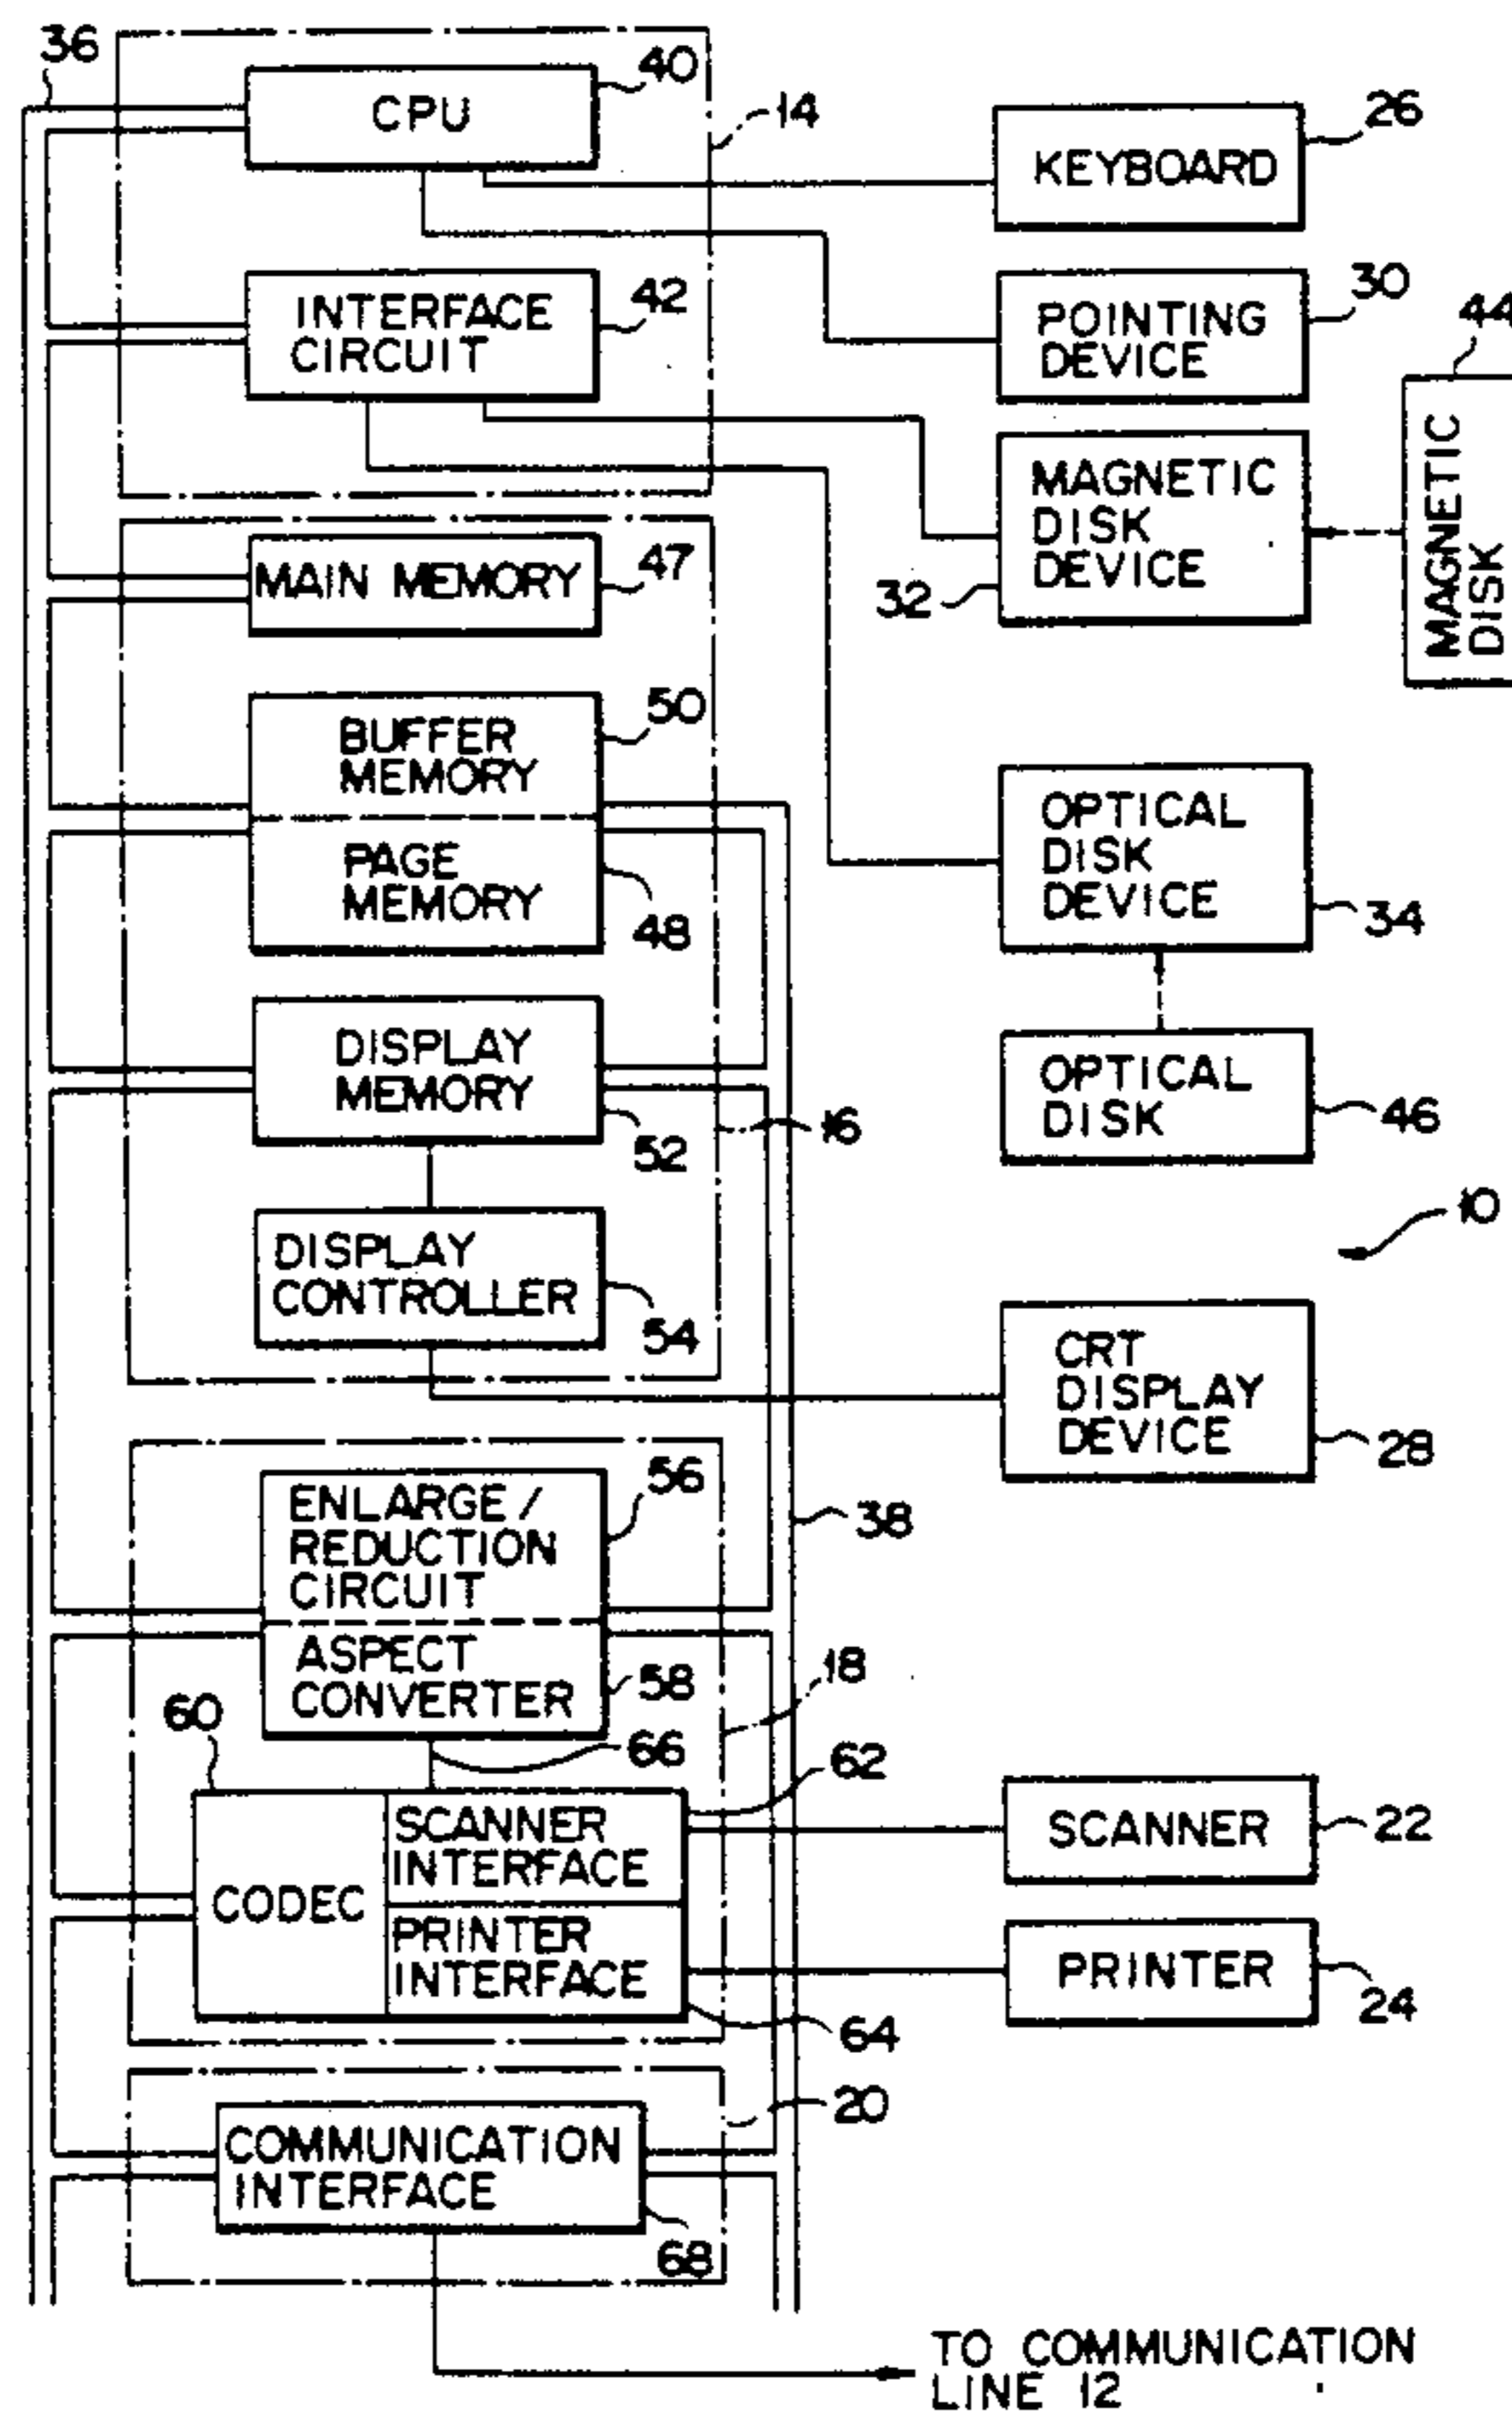 36
40
CPU
14
26
KEYBOARD
42
INTERFACE
CIRCUIT
30
POINTING
DEVICE
44
MAGNETIC
DISK
MAGNETIC
DISK
DEVICE
32
47
MAIN MEMORY
50
BUFFER
MEMORY
PAGE
MEMORY
48
OPTICAL
DISK
DEVICE
34
DISPLAY
MEMORY
52
16
OPTICAL
DISK
46
10
DISPLAY
CONTROLLER
54
CRT
DISPLAY
DEVICE
28
56
ENLARGE/
REDUCTION
CIRCUIT
38
ASPECT
CONVERTER
58
18
60
66
62
SCANNER
INTERFACE
SCANNER
22
CODEC
PRINTER
INTERFACE
PRINTER
24
64
20
COMMUNICATION
INTERFACE
68
TO COMMUNICATION
LINE 12